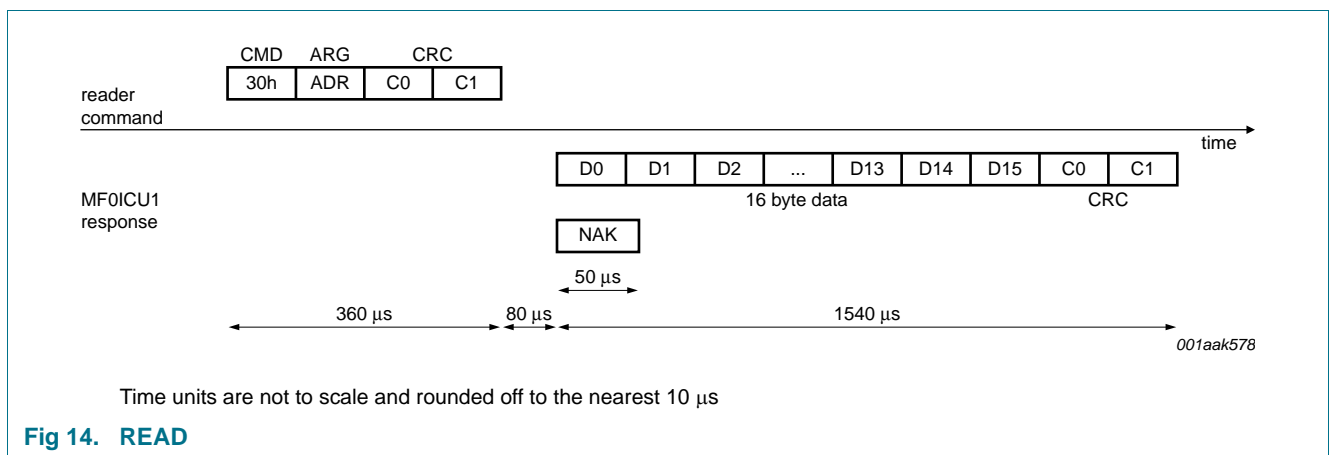 CMD ARG CRC
30h ADR C0 C1
reader
command
time
D0 D1 D2 ... D13 D14 D15 C0 C1
MF0ICU1
response
16 byte data CRC
NAK
50 μs
360 μs 80 μs 1540 μs
001aak578
Time units are not to scale and rounded off to the nearest 10 μs
Fig 14. READ